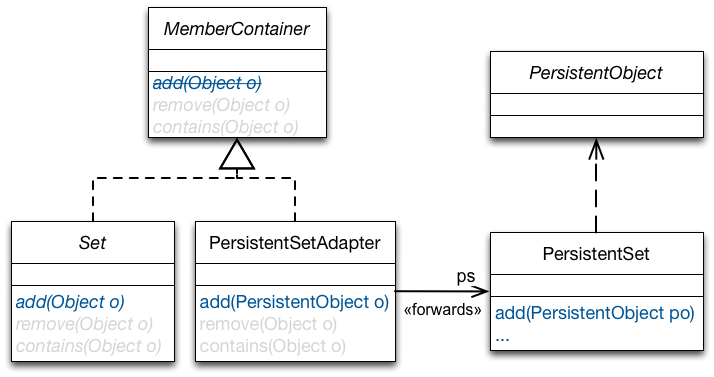 MemberContainer
add(Object o)
remove(Object o)
contains(Object o)
PersistentObject
Set
add(Object o)
remove(Object o)
contains(Object o)
PersistentSetAdapter
add(PersistentObject o)
remove(Object o)
contains(Object o)
ps
«forwards»
PersistentSet
add(PersistentObject po)
...